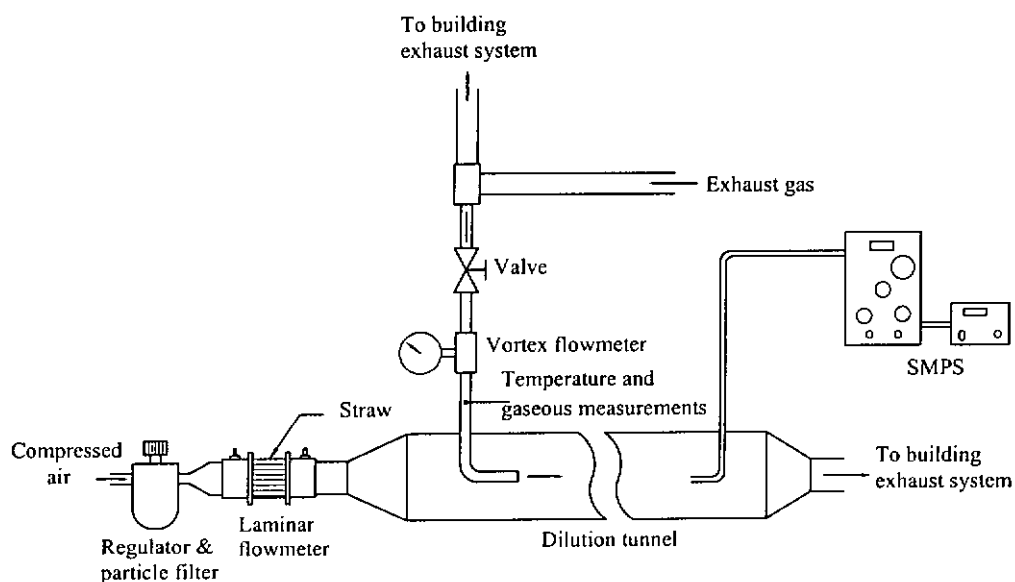 To building
exhaust system
Exhaust gas
Valve
Vortex flowmeter
SMPS
Temperature and
gaseous measurements
Straw
Compressed
air
To building
exhaust system
Laminar
flowmeter
Dilution tunnel
Regulator &
particle filter